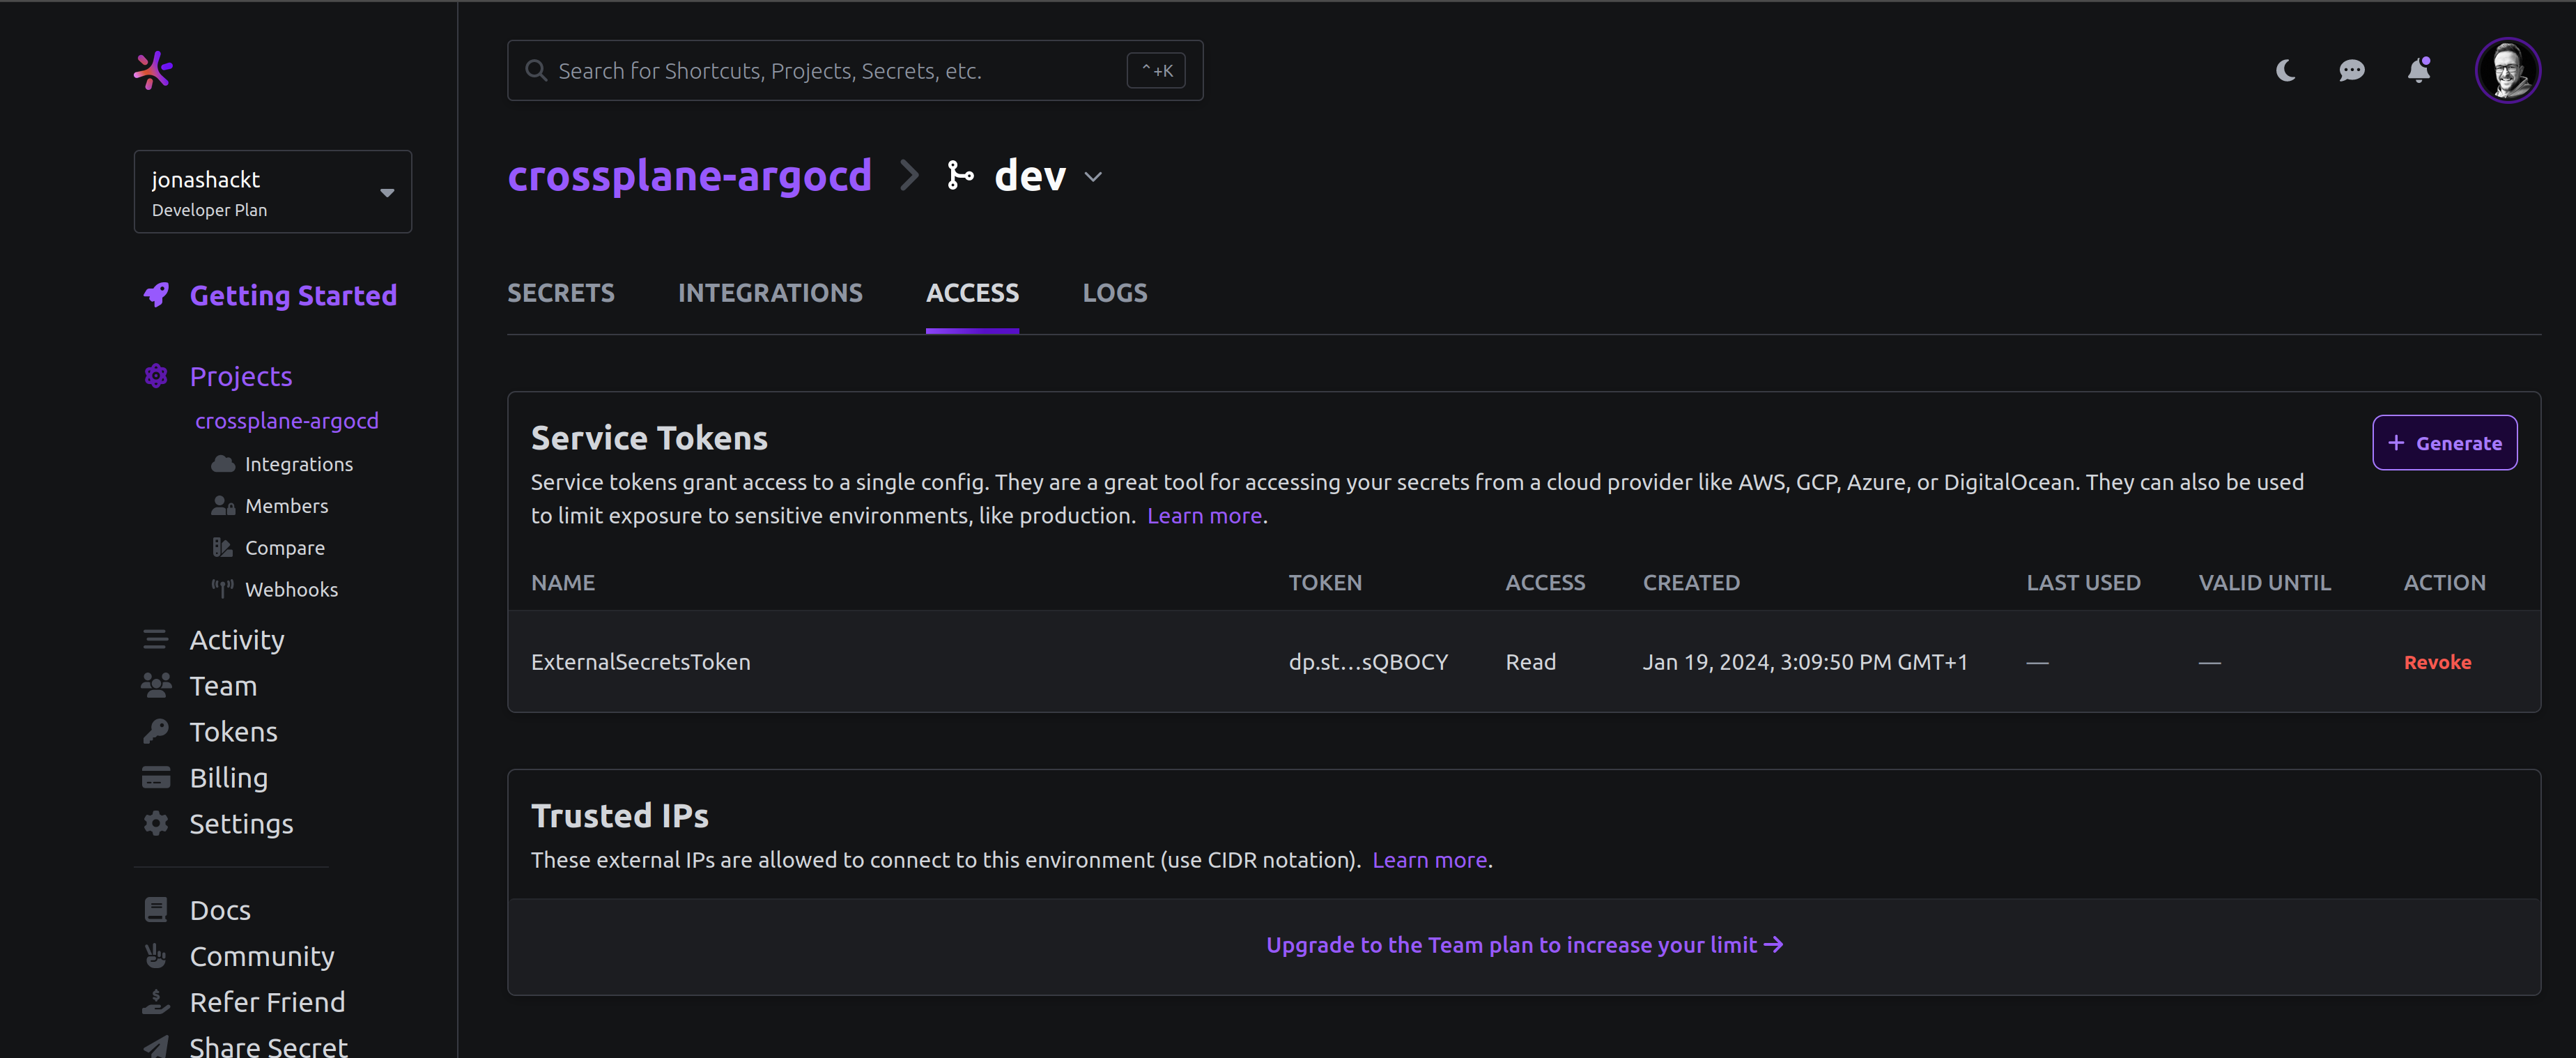 Search for Shortcuts, Projects, Secrets, etc. ⌃+K
jonashackt
Developer Plan
Getting Started
Projects
crossplane-argocd
Integrations
Members
Compare
Webhooks
Activity
Team
Tokens
Billing
Settings
Docs
Community
Refer Friend
Share Secret
crossplane-argocd dev
SECRETS INTEGRATIONS ACCESS LOGS
Service Tokens
+ Generate
Service tokens grant access to a single config. They are a great tool for accessing your secrets from a cloud provider like AWS, GCP, Azure, or DigitalOcean. They can also be used
to limit exposure to sensitive environments, like production. Learn more.
NAME TOKEN ACCESS CREATED LAST USED VALID UNTIL ACTION
ExternalSecretsToken dp.st…sQBOCY Read Jan 19, 2024, 3:09:50 PM GMT+1 — — Revoke
Trusted IPs
These external IPs are allowed to connect to this environment (use CIDR notation). Learn more.
Upgrade to the Team plan to increase your limit →